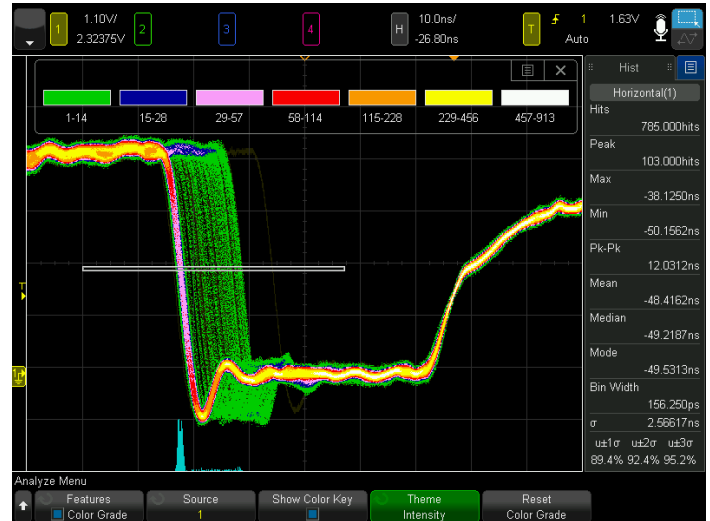 1 1.10V/ 2 3 4 H 10.0ns/ T 1 1.63V
2.32375V -26.80ns Auto
Hist
Horizontal(1)
1-14 15-28 29-57 58-114 115-228 229-456 457-913
Hits
785.000hits
Peak
103.000hits
Max
-38.1250ns
Min
-50.1562ns
Pk-Pk
12.0312ns
Mean
-48.4162ns
Median
-49.2187ns
Mode
-49.5313ns
Bin Width
156.250ps
σ 2.56617ns
u±1σ u±2σ u±3σ
89.4% 92.4% 95.2%
T
1
Analyze Menu
Features Source Show Color Key Theme Reset
Color Grade 1 Intensity Color Grade